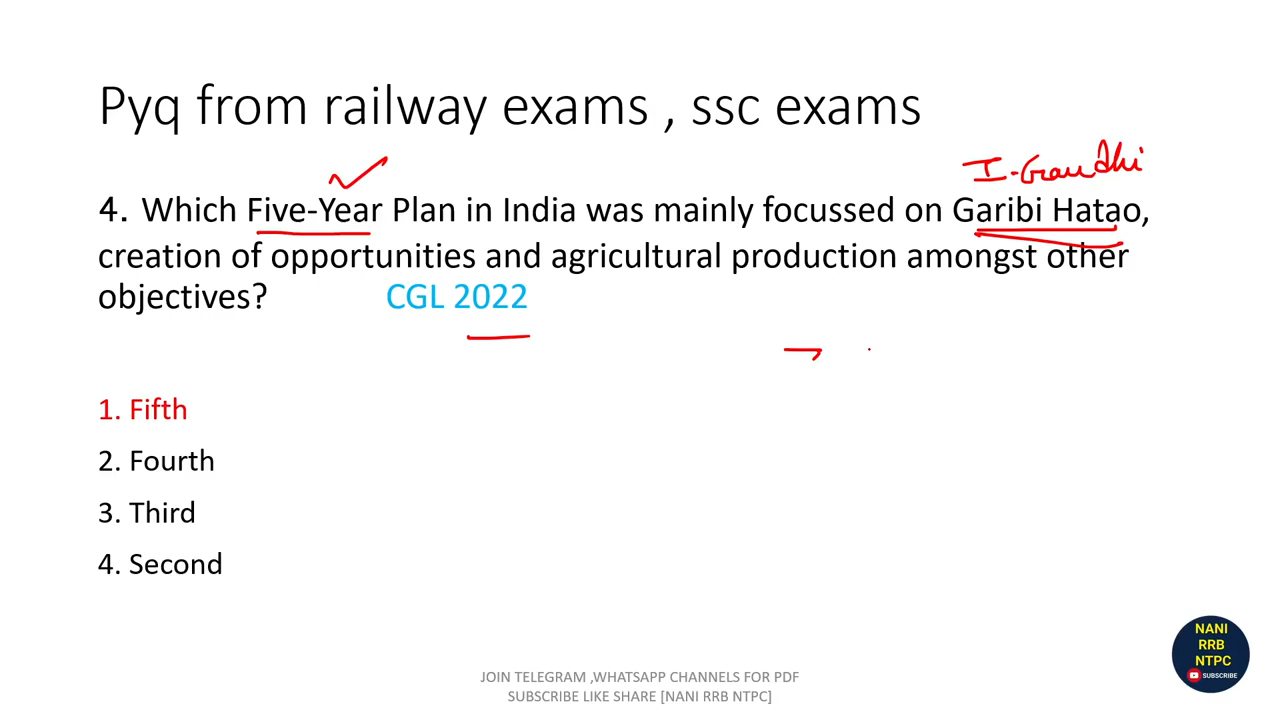 Pyq from railway exams , ssc exams
I-Gandhi
4. Which Five-Year Plan in India was mainly focussed on Garibi Hatao,
creation of opportunities and agricultural production amongst other
objectives? CGL 2022
1. Fifth
2. Fourth
3. Third
4. Second
NANI
RRB
NTPC
SUBSCRIBE
JOIN TELEGRAM ,WHATSAPP CHANNELS FOR PDF
SUBSCRIBE LIKE SHARE [NANI RRB NTPC]